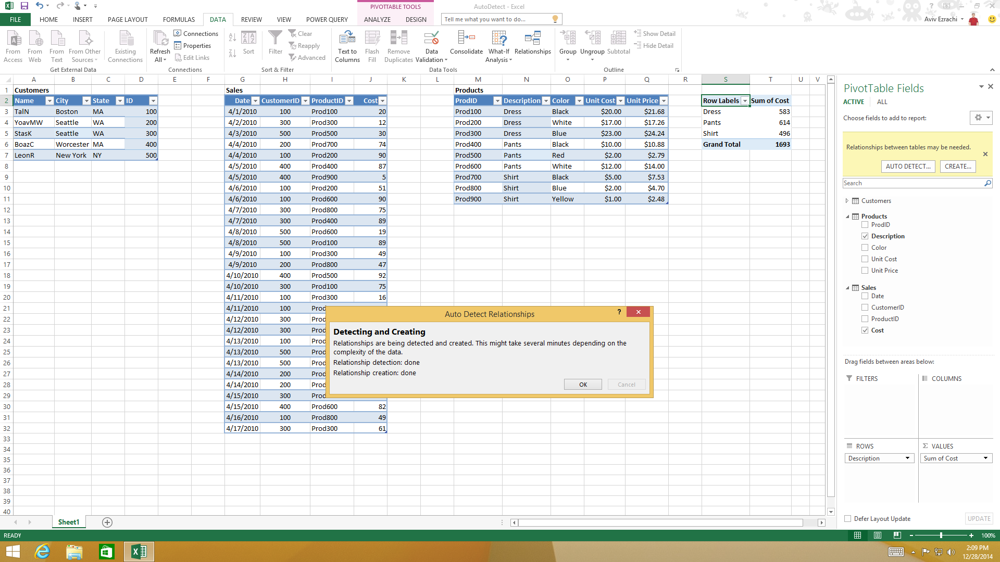 PIVOTTABLE TOOLS
AutoDetect - Excel
FILE HOME INSERT PAGE LAYOUT FORMULAS DATA REVIEW VIEW POWER QUERY ANALYZE DESIGN
Tell me what you want to do...
Aviv Ezrachi
From Access
From Web
From Text
From Other Sources
Existing Connections
Get External Data
Refresh All
Connections
Properties
Edit Links
Connections
Sort
Filter
Clear
Reapply
Advanced
Sort & Filter
Text to Columns
Flash Fill
Remove Duplicates
Data Validation
Consolidate
What-If Analysis
Relationships
Data Tools
Group
Ungroup
Subtotal
Show Detail
Hide Detail
Outline
A B C D E F G H I J K L M N O P Q R S T U V
1 Customers Sales Products
2 Name City State ID Date CustomerID ProductID Cost ProdID Description Color Unit Cost Unit Price Row Labels Sum of Cost
3 TalN Boston MA 100 4/1/2010 100 Prod100 20 Prod100 Dress Black $20.00 $21.68 Dress 583
4 YoavMW Seattle WA 200 4/2/2010 300 Prod300 12 Prod200 Dress White $17.00 $17.26 Pants 614
5 StasK Seattle WA 300 4/3/2010 500 Prod500 30 Prod300 Dress Blue $23.00 $24.24 Shirt 496
6 BoazC Worcester MA 400 4/4/2010 200 Prod700 74 Prod400 Pants Black $10.00 $10.88 Grand Total 1693
7 LeonR New York NY 500 4/4/2010 100 Prod200 90 Prod500 Pants Red $2.00 $2.79
8 4/5/2010 400 Prod400 87 Prod600 Pants White $12.00 $14.00
9 4/5/2010 400 Prod900 5 Prod700 Shirt Black $5.00 $7.53
10 4/6/2010 100 Prod200 51 Prod800 Shirt Blue $2.00 $4.70
11 4/6/2010 100 Prod600 90 Prod900 Shirt Yellow $1.00 $2.48
12 4/7/2010 300 Prod800 75
13 4/7/2010 300 Prod400 89
14 4/8/2010 500 Prod600 19
15 4/8/2010 500 Prod100 89
16 4/9/2010 100 Prod300 49
17 4/9/2010 200 Prod800 47
18 4/10/2010 400 Prod500 92
19 4/10/2010 300 Prod100 75
20 4/11/2010 100 Prod300 16
21 4/11/2010 100 Prod
22 4/12/2010 300 Prod
23 4/12/2010 300 Prod
24 4/13/2010 100 Prod
25 4/13/2010 500 Prod
26 4/13/2010 500 Prod
27 4/14/2010 200 Prod
28 4/14/2010 200 Prod
29 4/15/2010 300 Prod
30 4/15/2010 400 Prod600 82
31 4/16/2010 100 Prod800 49
32 4/17/2010 300 Prod300 61
33
34
35
36
37
38
39
40
Auto Detect Relationships
?
Detecting and Creating
Relationships are being detected and created. This might take several minutes depending on the
complexity of the data.
Relationship detection: done
Relationship creation: done
OK Cancel
PivotTable Fields
ACTIVE ALL
Choose fields to add to report:
Relationships between tables may be needed.
AUTO DETECT... CREATE...
Search
Customers
Products
ProdID
Description
Color
Unit Cost
Unit Price
Sales
Date
CustomerID
ProductID
Cost
Drag fields between areas below:
FILTERS COLUMNS
ROWS Σ VALUES
Description Sum of Cost
Defer Layout Update UPDATE
Sheet1
READY 100%
2:09 PM
12/28/2014